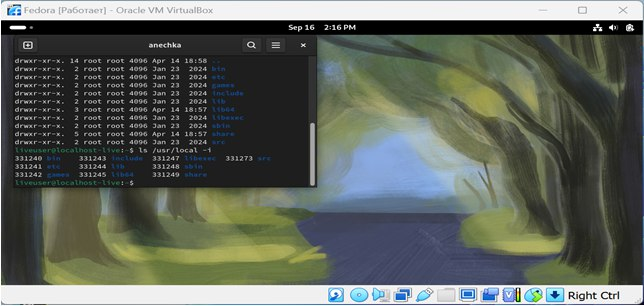 Fedora [Работает] - Oracle VM VirtualBox
Sep 16 2:16 PM
anechka
drwxr-xr-x. 14 root root 4096 Apr 14 18:58 ..
drwxr-xr-x. 2 root root 4096 Jan 23 2024 bin
drwxr-xr-x. 2 root root 4096 Jan 23 2024 etc
drwxr-xr-x. 2 root root 4096 Jan 23 2024 games
drwxr-xr-x. 2 root root 4096 Jan 23 2024 include
drwxr-xr-x. 2 root root 4096 Jan 23 2024 lib
drwxr-xr-x. 3 root root 4096 Apr 14 18:57 lib64
drwxr-xr-x. 2 root root 4096 Jan 23 2024 libexec
drwxr-xr-x. 2 root root 4096 Jan 23 2024 sbin
drwxr-xr-x. 5 root root 4096 Apr 14 18:57 share
drwxr-xr-x. 2 root root 4096 Jan 23 2024 src
liveuser@localhost-live:~$ ls /usr/local -i
331240 bin 331243 include 331247 libexec 331273 src
331241 etc 331244 lib 331248 sbin
331242 games 331245 lib64 331249 share
liveuser@localhost-live:~$
Right Ctrl